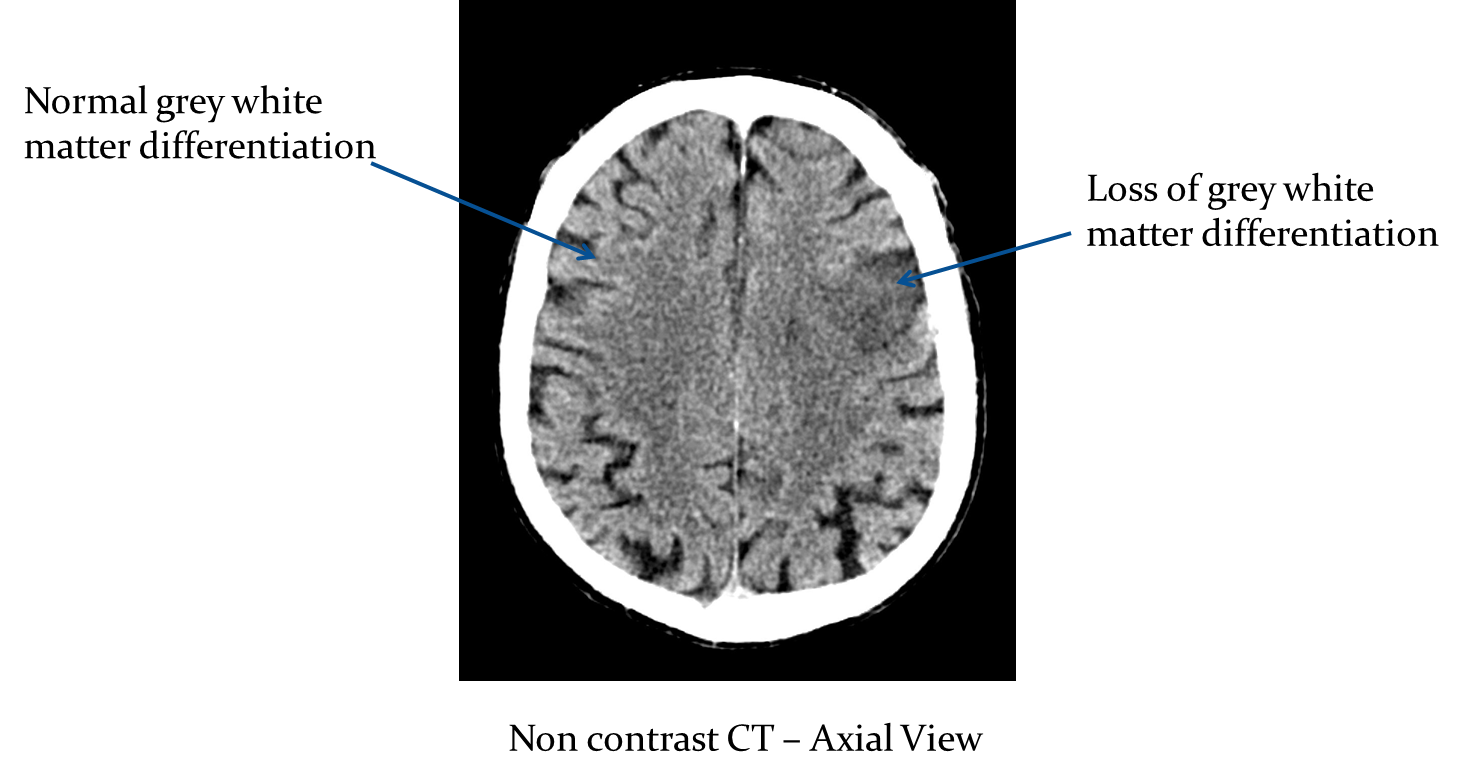 Normal grey white
matter differentiation
Loss of grey white
matter differentiation
Non contrast CT – Axial View